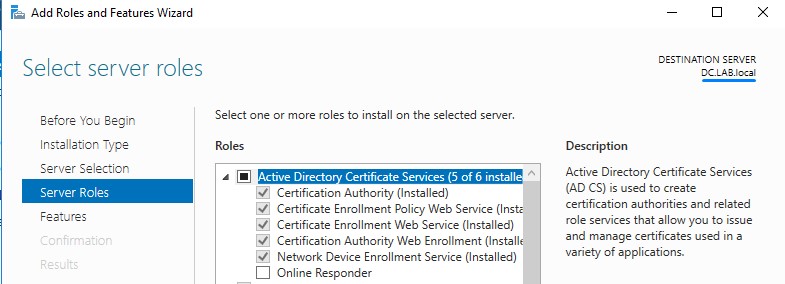 Add Roles and Features Wizard
Select server roles
DESTINATION SERVER
DC.LAB.local
Before You Begin
Installation Type
Server Selection
Server Roles
Features
Confirmation
Results
Select one or more roles to install on the selected server.
Roles
Active Directory Certificate Services (5 of 6 installe
Certification Authority (Installed)
Certificate Enrollment Policy Web Service (Insta
Certificate Enrollment Web Service (Installed)
Certification Authority Web Enrollment (Installe
Network Device Enrollment Service (Installed)
Online Responder
Description
Active Directory Certificate Services
(AD CS) is used to create
certification authorities and related
role services that allow you to issue
and manage certificates used in a
variety of applications.